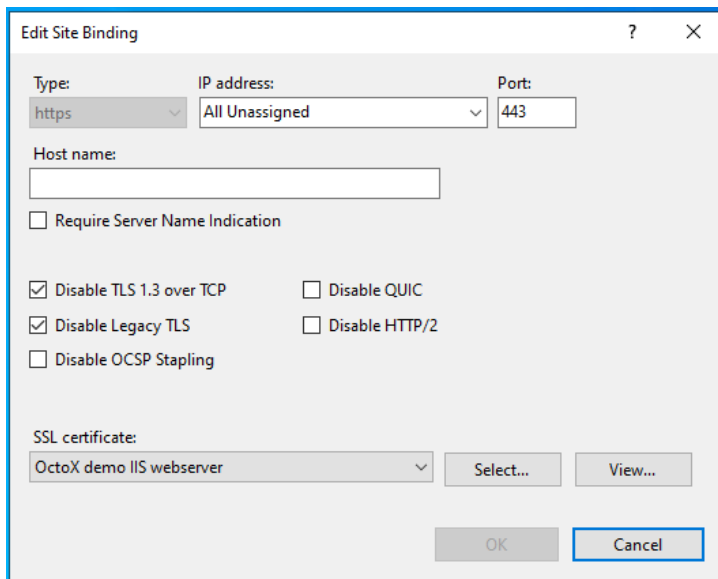 Edit Site Binding
?
Type:
IP address:
Port:
https
All Unassigned
443
Host name:
Require Server Name Indication
Disable TLS 1.3 over TCP
Disable QUIC
Disable Legacy TLS
Disable HTTP/2
Disable OCSP Stapling
SSL certificate:
OctoX demo IIS webserver
Select...
View...
OK
Cancel